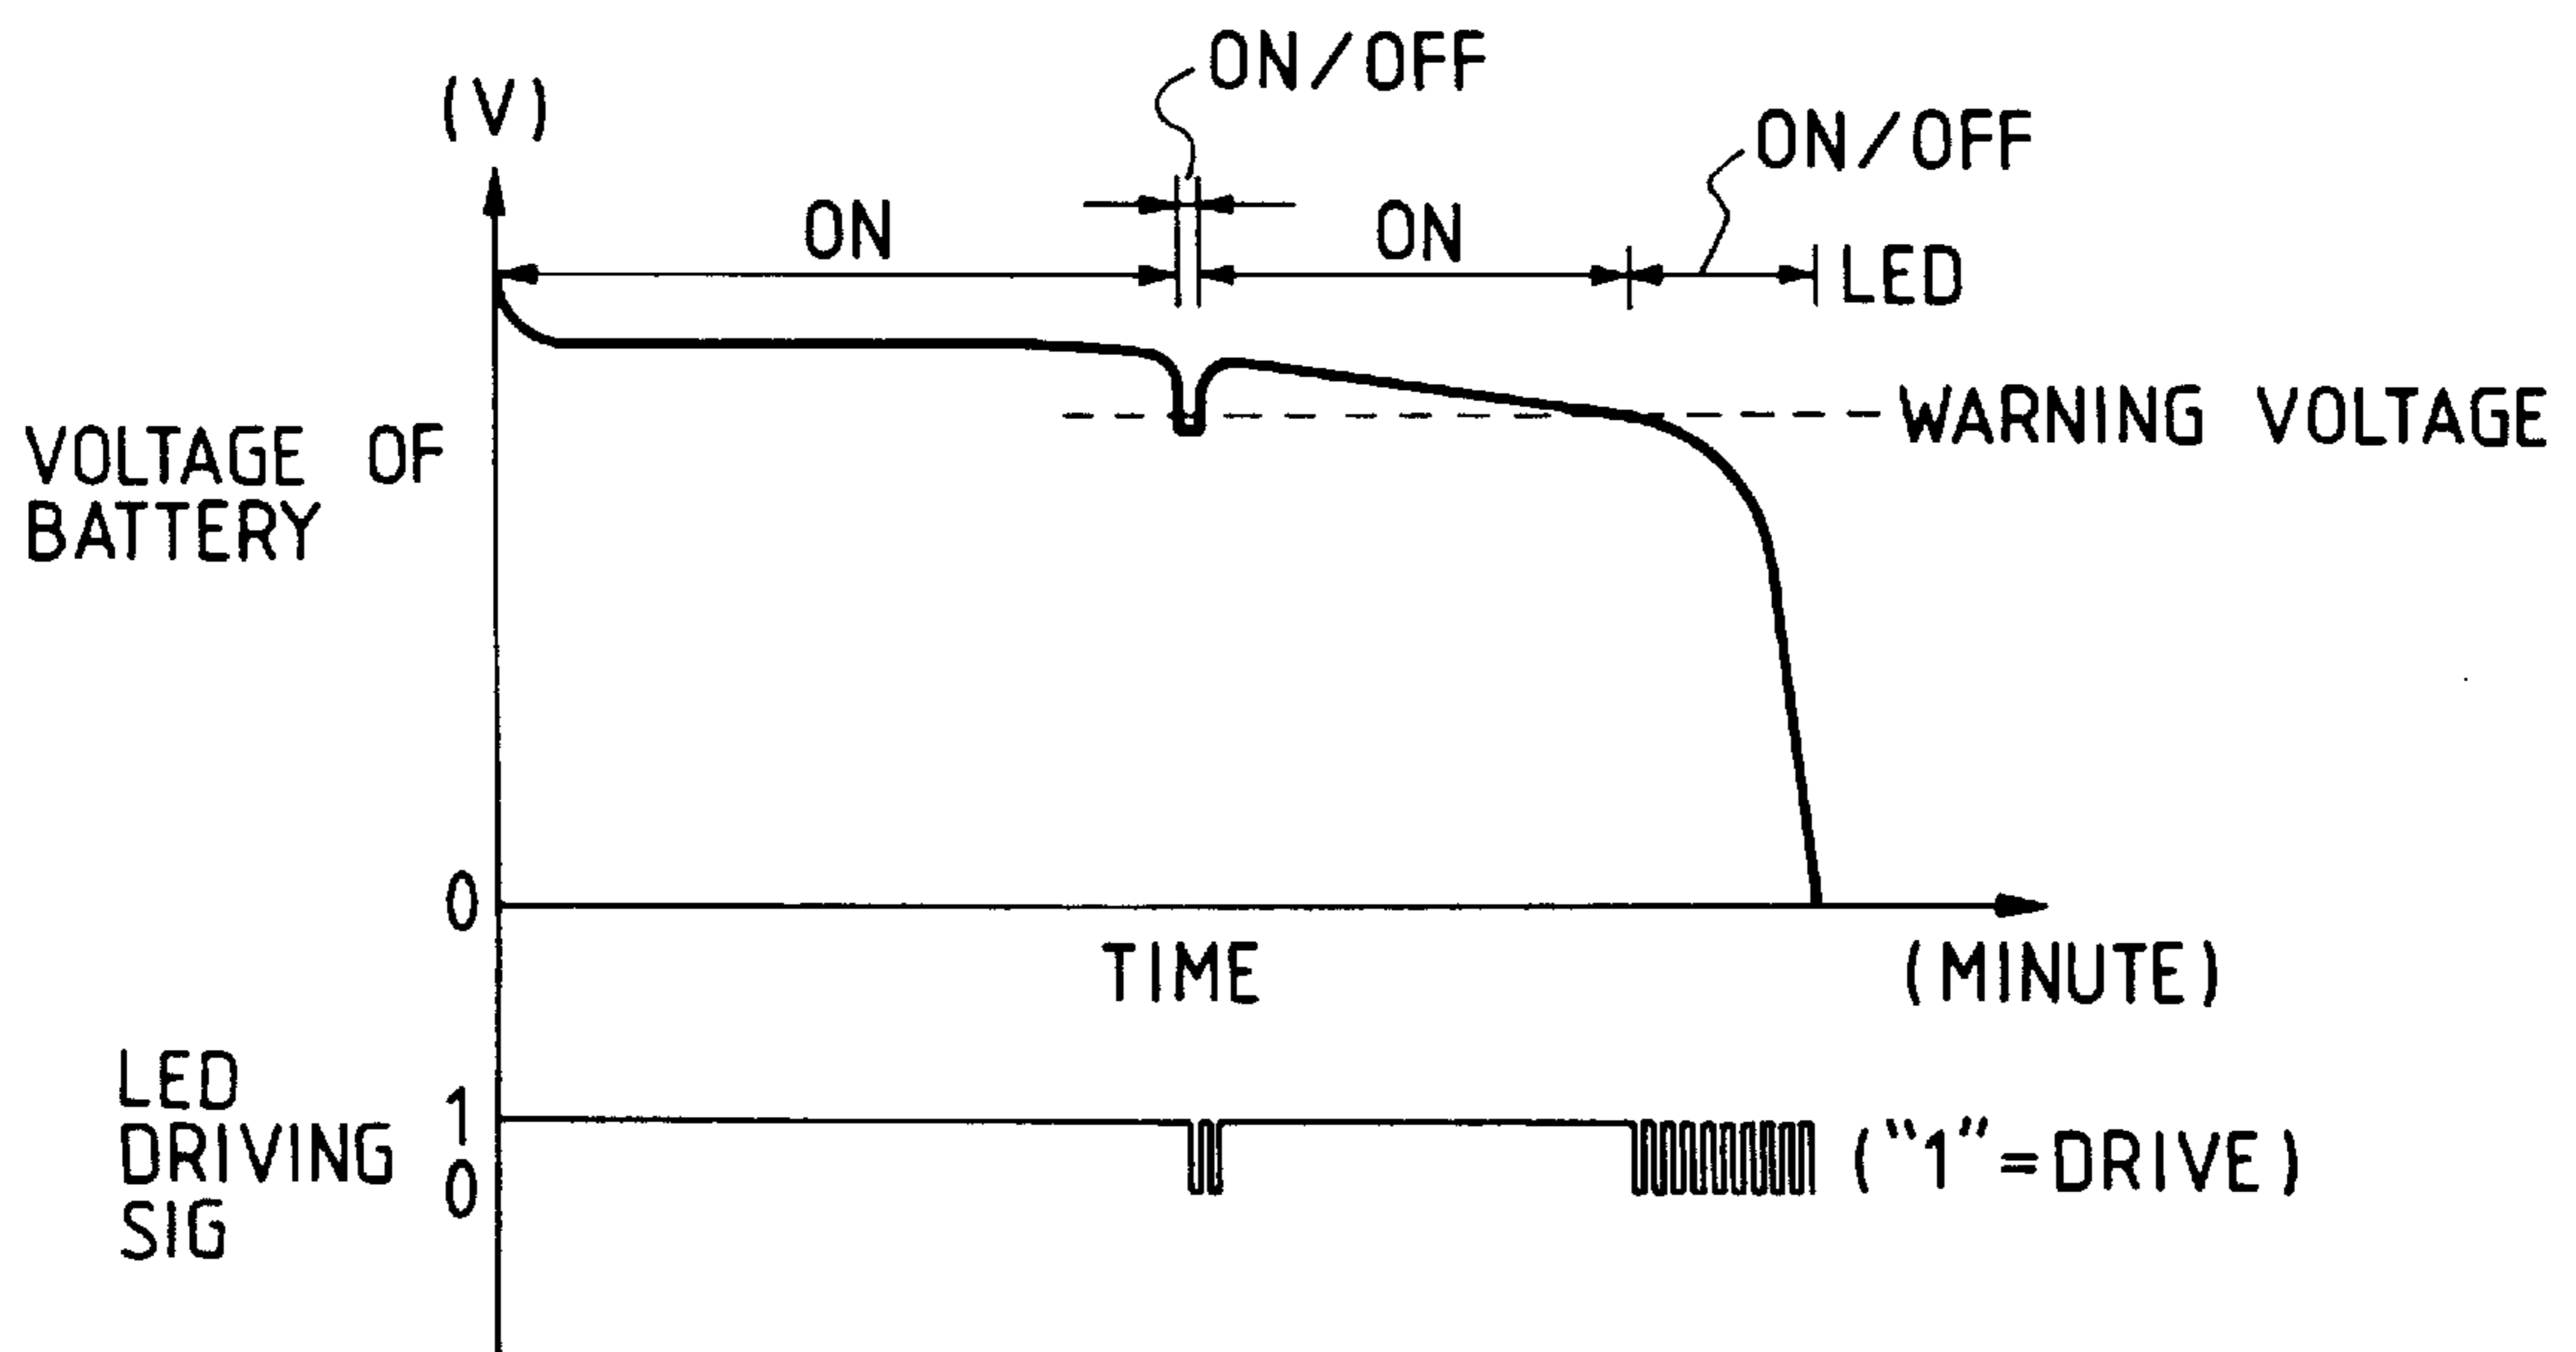 ON/OFF
(V)
ON/OFF
ON
ON
LED
WARNING VOLTAGE
VOLTAGE OF
BATTERY
0
TIME
(MINUTE)
LED
DRIVING
SIG
1
0
("1"=DRIVE)